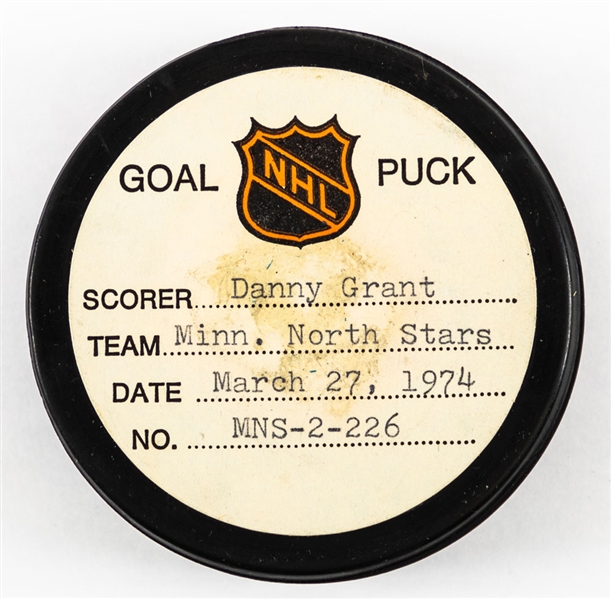 GOAL NHL PUCK
SCORER Danny Grant
TEAM Minn. North Stars
DATE March 27, 1974
NO. MNS-2-226